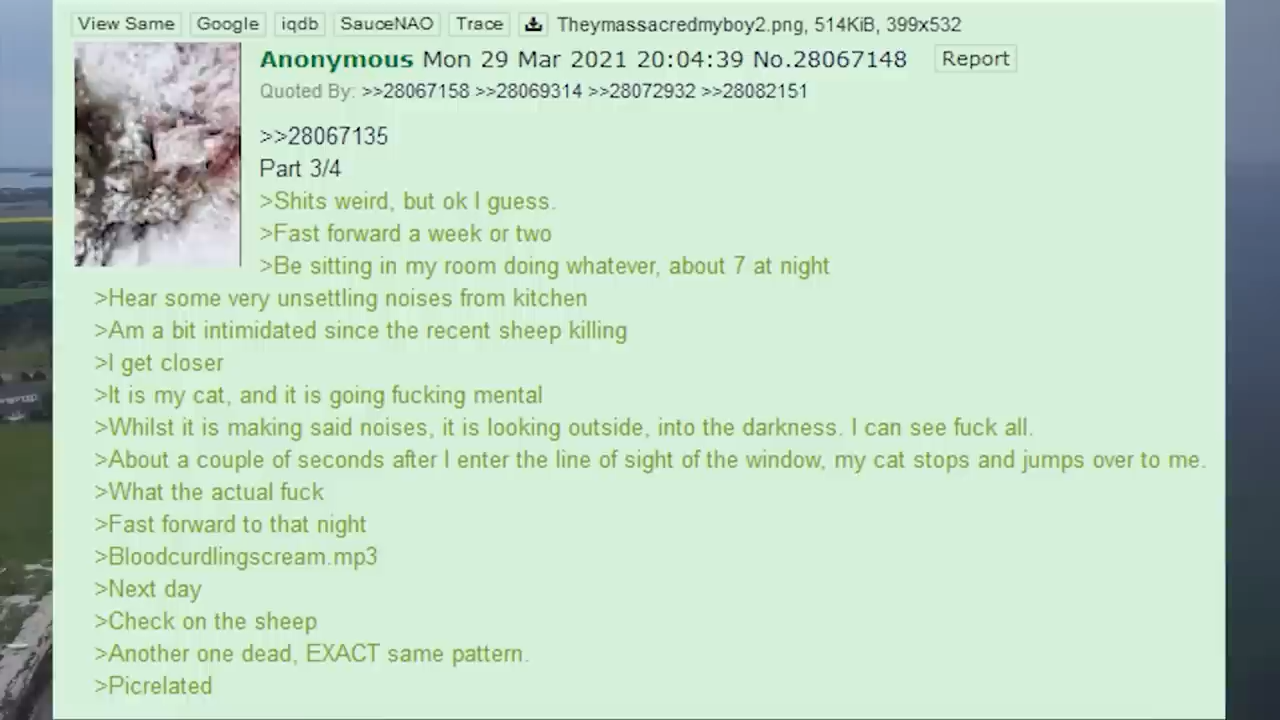 View Same Google iqdb SauceNAO Trace Theymassacredmyboy2.png, 514KiB, 399x532
Anonymous Mon 29 Mar 2021 20:04:39 No.28067148 Report
Quoted By: >>28067158 >>28069314 >>28072932 >>28082151
>>28067135
Part 3/4
>Shits weird, but ok I guess.
>Fast forward a week or two
>Be sitting in my room doing whatever, about 7 at night
>Hear some very unsettling noises from kitchen
>Am a bit intimidated since the recent sheep killing
>I get closer
>It is my cat, and it is going fucking mental
>Whilst it is making said noises, it is looking outside, into the darkness. I can see fuck all.
>About a couple of seconds after I enter the line of sight of the window, my cat stops and jumps over to me.
>What the actual fuck
>Fast forward to that night
>Bloodcurdlingscream.mp3
>Next day
>Check on the sheep
>Another one dead, EXACT same pattern.
>Picrelated